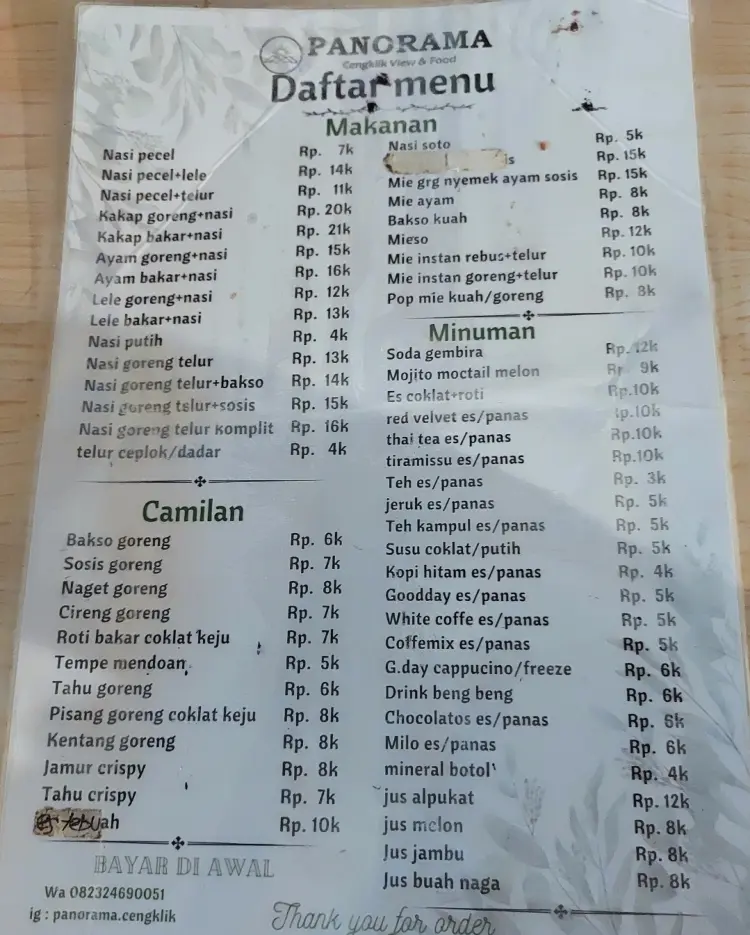 PANORAMA
Cengklik View & Food
Daftar menu
Makanan
Nasi pecel Rp. 7k
Nasi pecel+lele Rp. 14k
Nasi pecel+telur Rp. 11k
Kakap goreng+nasi Rp. 20k
Kakap bakar+nasi Rp. 21k
Ayam goreng+nasi Rp. 15k
Ayam bakar+nasi Rp. 16k
Lele goreng+nasi Rp. 12k
Lele bakar+nasi Rp. 13k
Nasi putih Rp. 4k
Nasi goreng telur Rp. 13k
Nasi goreng telur+bakso Rp. 14k
Nasi goreng telur+sosis Rp. 15k
Nasi goreng telur komplit Rp. 16k
telur ceplok/dadar Rp. 4k
Nasi soto Rp. 5k
is Rp. 15k
Mie grg nyemek ayam sosis Rp. 15k
Mie ayam Rp. 8k
Bakso kuah Rp. 8k
Mieso Rp. 12k
Mie instan rebus+telur Rp. 10k
Mie instan goreng+telur Rp. 10k
Pop mie kuah/goreng Rp. 8k
Camilan
Bakso goreng Rp. 6k
Sosis goreng Rp. 7k
Naget goreng Rp. 8k
Cireng goreng Rp. 7k
Roti bakar coklat keju Rp. 7k
Tempe mendoan Rp. 5k
Tahu goreng Rp. 6k
Pisang goreng coklat keju Rp. 8k
Kentang goreng Rp. 8k
Jamur crispy Rp. 8k
Tahu crispy Rp. 7k
ah Rp. 10k
Minuman
Soda gembira Rp. 12k
Mojito moctail melon Rp 9k
Es coklat+roti Rp.10k
red velvet es/panas Rp.10k
thai tea es/panas Rp.10k
tiramissu es/panas Rp.10k
Teh es/panas Rp. 3k
jeruk es/panas Rp. 5k
Teh kampul es/panas Rp. 5k
Susu coklat/putih Rp. 5k
Kopi hitam es/panas Rp. 4k
Goodday es/panas Rp. 5k
White coffe es/panas Rp. 5k
Coffemix es/panas Rp. 5k
G.day cappucino/freeze Rp. 6k
Drink beng beng Rp. 6k
Chocolatos es/panas Rp. 6k
Milo es/panas Rp. 6k
mineral botol Rp. 4k
jus alpukat Rp. 12k
jus melon Rp. 8k
Jus jambu Rp. 8k
Jus buah naga Rp. 8k
BAYAR DI AWAL
Wa 082324690051
ig : panorama.cengklik
Thank you for order